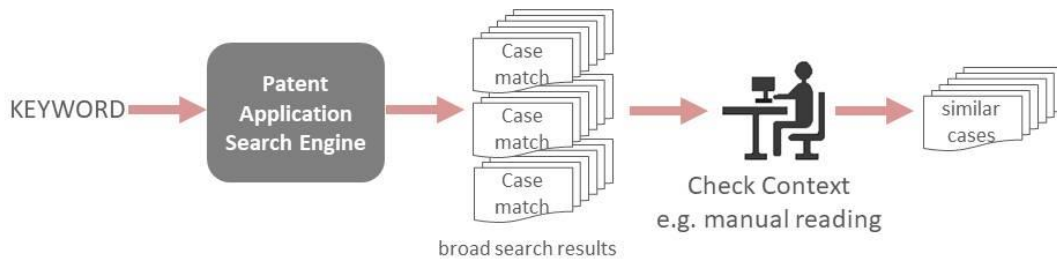 KEYWORD
Patent
Application
Search Engine
Case
match
Case
match
Case
match
broad search results
Check Context
e.g. manual reading
similar
cases